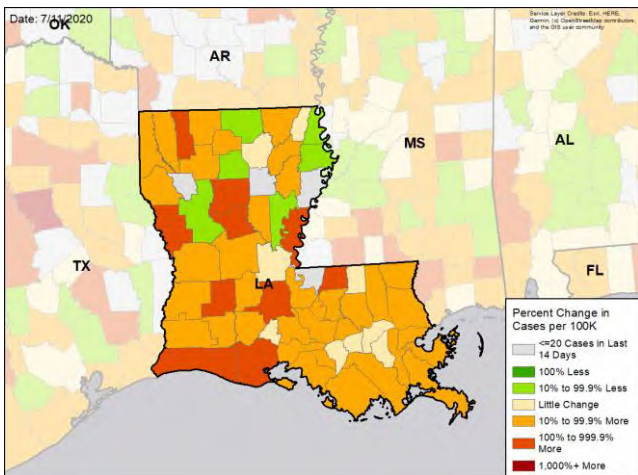 Date: 7/11/2020
Service Layer Credits: Esri, HERE,
Garmin, (c) OpenStreetMap contributors,
and the GIS user community
OK
AR
MS
AL
TX
LA
FL
Percent Change in
Cases per 100K
<=20 Cases in Last
14 Days
100% Less
10% to 99.9% Less
Little Change
10% to 99.9% More
100% to 999.9%
More
1,000%+ More